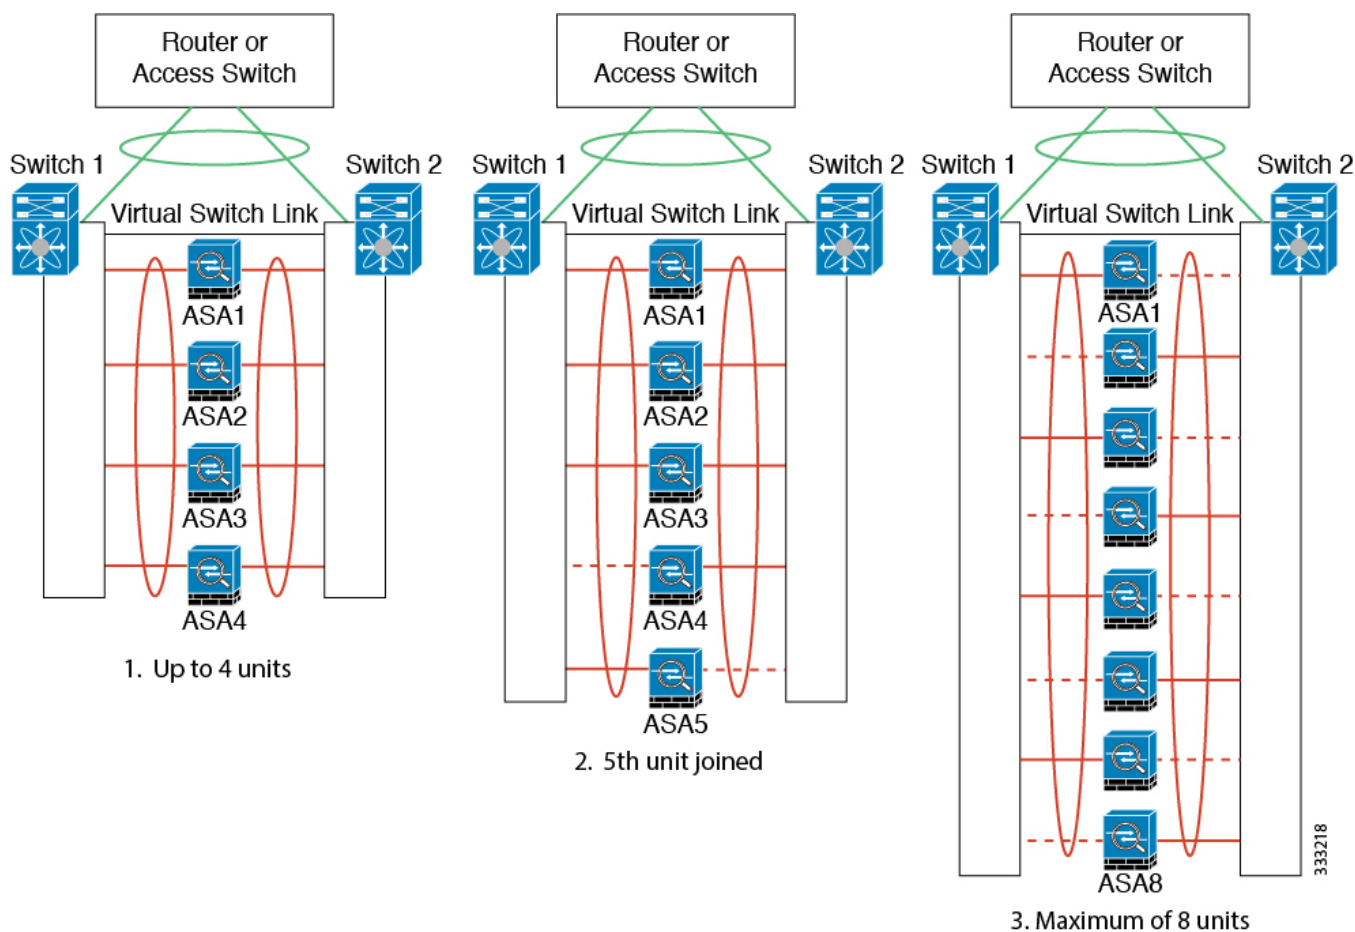 Router or
Access Switch
Switch 1
Switch 2
Virtual Switch Link
ASA1
ASA2
ASA3
ASA4
1. Up to 4 units
Router or
Access Switch
Switch 1
Switch 2
Virtual Switch Link
ASA1
ASA2
ASA3
ASA4
ASA5
2. 5th unit joined
Router or
Access Switch
Switch 1
Switch 2
Virtual Switch Link
ASA1
ASA8
3. Maximum of 8 units
333218